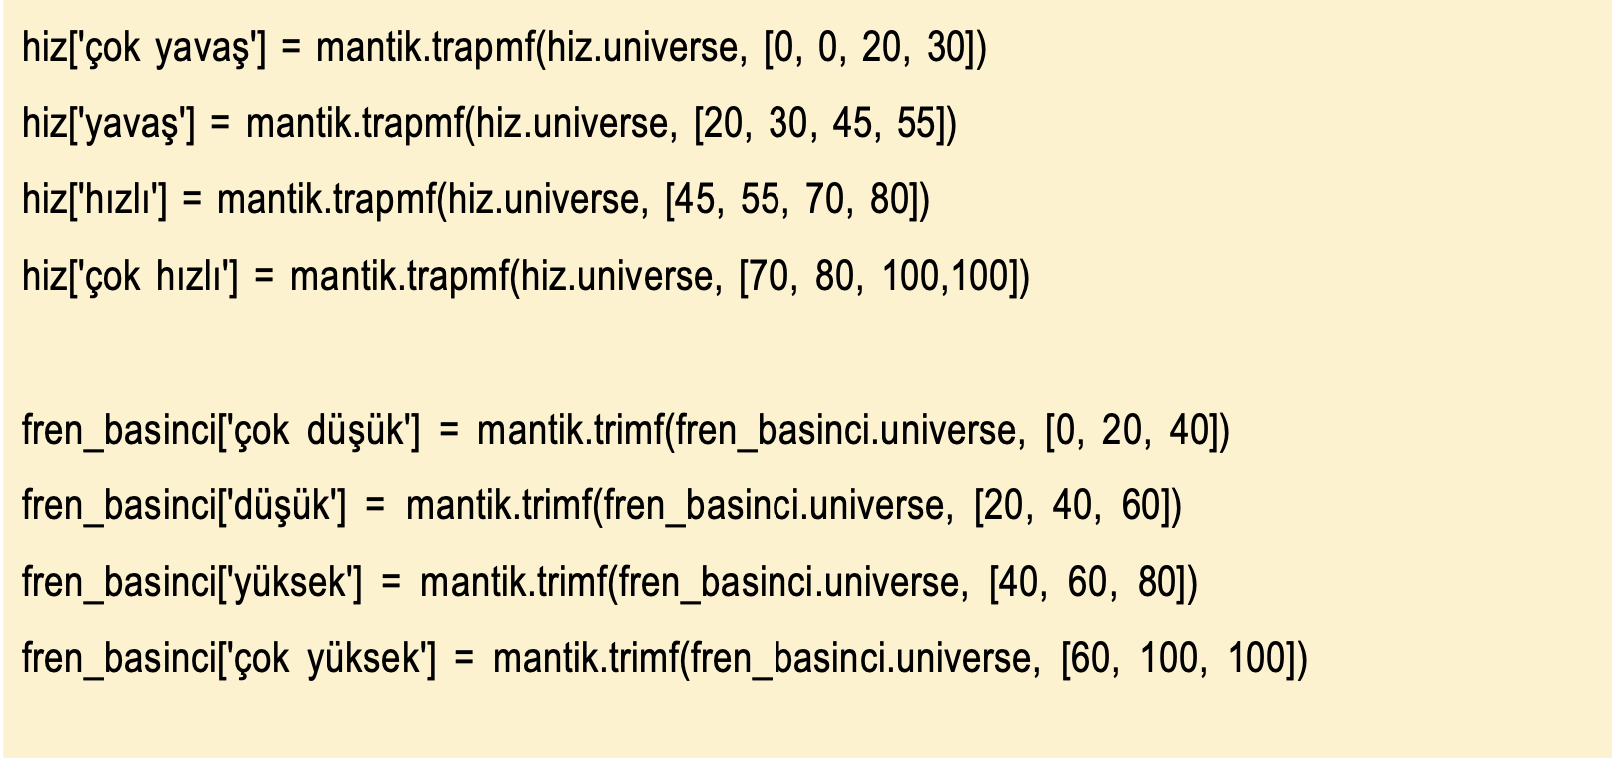 hiz['çok yavaş'] = mantik.trapmf(hiz.universe, [0, 0, 20, 30])
hiz['yavaş'] = mantik.trapmf(hiz.universe, [20, 30, 45, 55])
hiz['hızlı'] = mantik.trapmf(hiz.universe, [45, 55, 70, 80])
hiz['çok hızlı'] = mantik.trapmf(hiz.universe, [70, 80, 100,100])
fren_basinci['çok düşük'] = mantik.trimf(fren_basinci.universe, [0, 20, 40])
fren_basinci['düşük'] = mantik.trimf(fren_basinci.universe, [20, 40, 60])
fren_basinci['yüksek'] = mantik.trimf(fren_basinci.universe, [40, 60, 80])
fren_basinci['çok yüksek'] = mantik.trimf(fren_basinci.universe, [60, 100, 100])